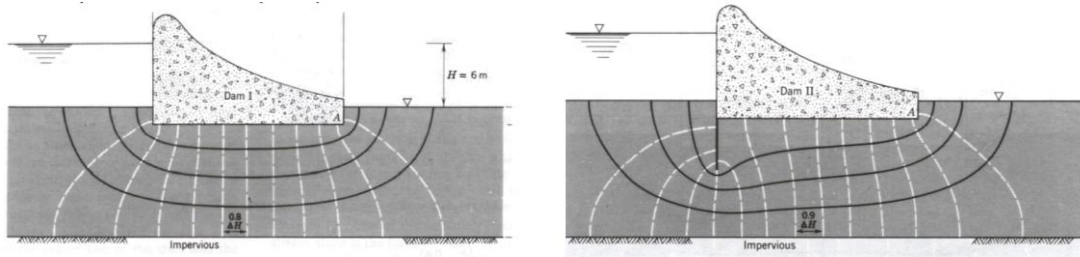 H = 6 m
Dam I
A
0.8
ΔH
Impervious
Dam II
A
0.9
ΔH
Impervious